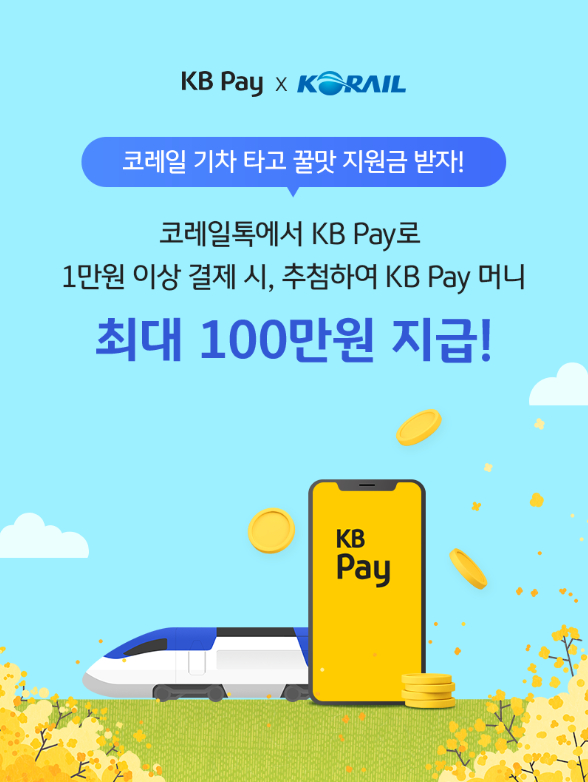 KB Pay x KORAIL
코레일 기차 타고 꿀맛 지원금 받자!
코레일톡에서 KB Pay로
1만원 이상 결제 시, 추첨하여 KB Pay 머니
최대 100만원 지급!
KB
Pay